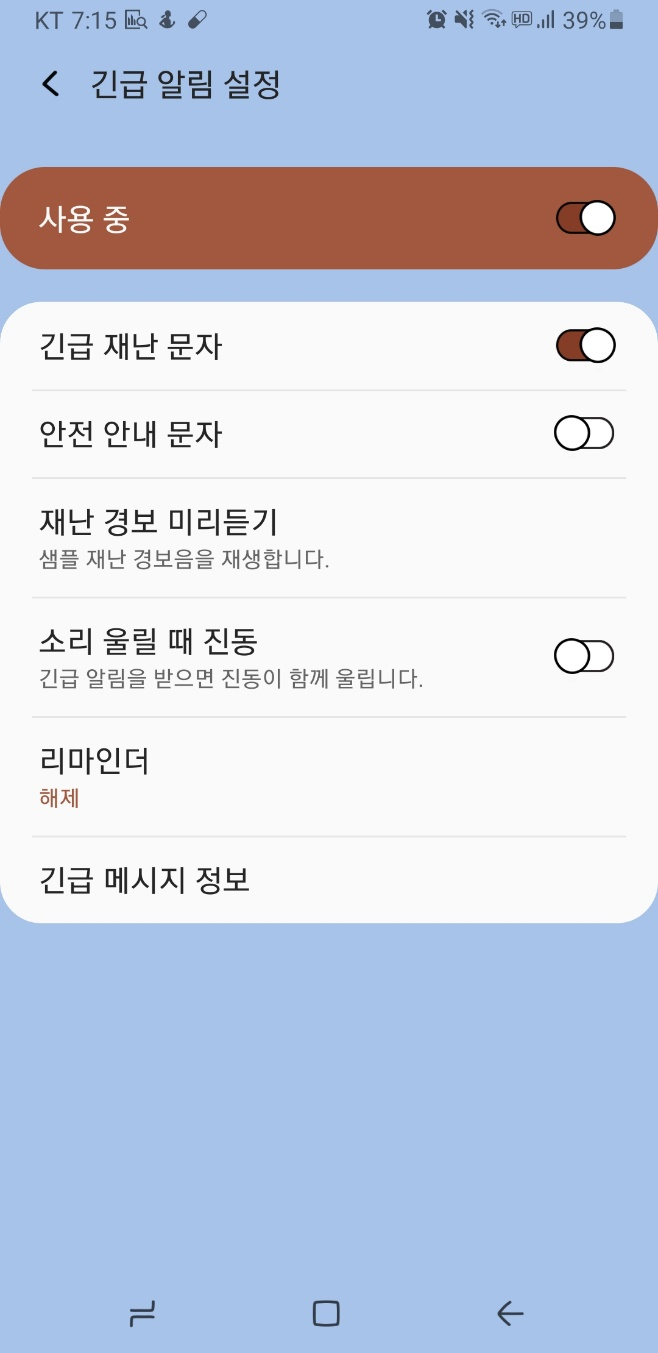 KT 7:15 HD 39%
긴급 알림 설정
사용 중
긴급 재난 문자
안전 안내 문자
재난 경보 미리듣기
샘플 재난 경보음을 재생합니다.
소리 울릴 때 진동
긴급 알림을 받으면 진동이 함께 울립니다.
리마인더
해제
긴급 메시지 정보